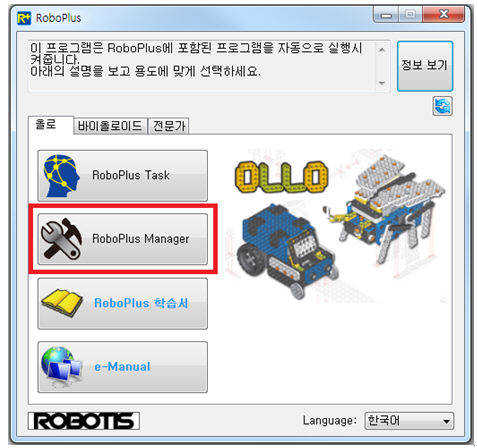 RoboPlus
이 프로그램은 RoboPlus에 포함된 프로그램을 자동으로 실행시
켜줍니다.
아래의 설명을 보고 용도에 맞게 선택하세요.
정보 보기
올로 바이올로이드 전문가
RoboPlus Task
OLLO
RoboPlus Manager
RoboPlus 학습서
e-Manual
ROBOTIS
Language: 한국어